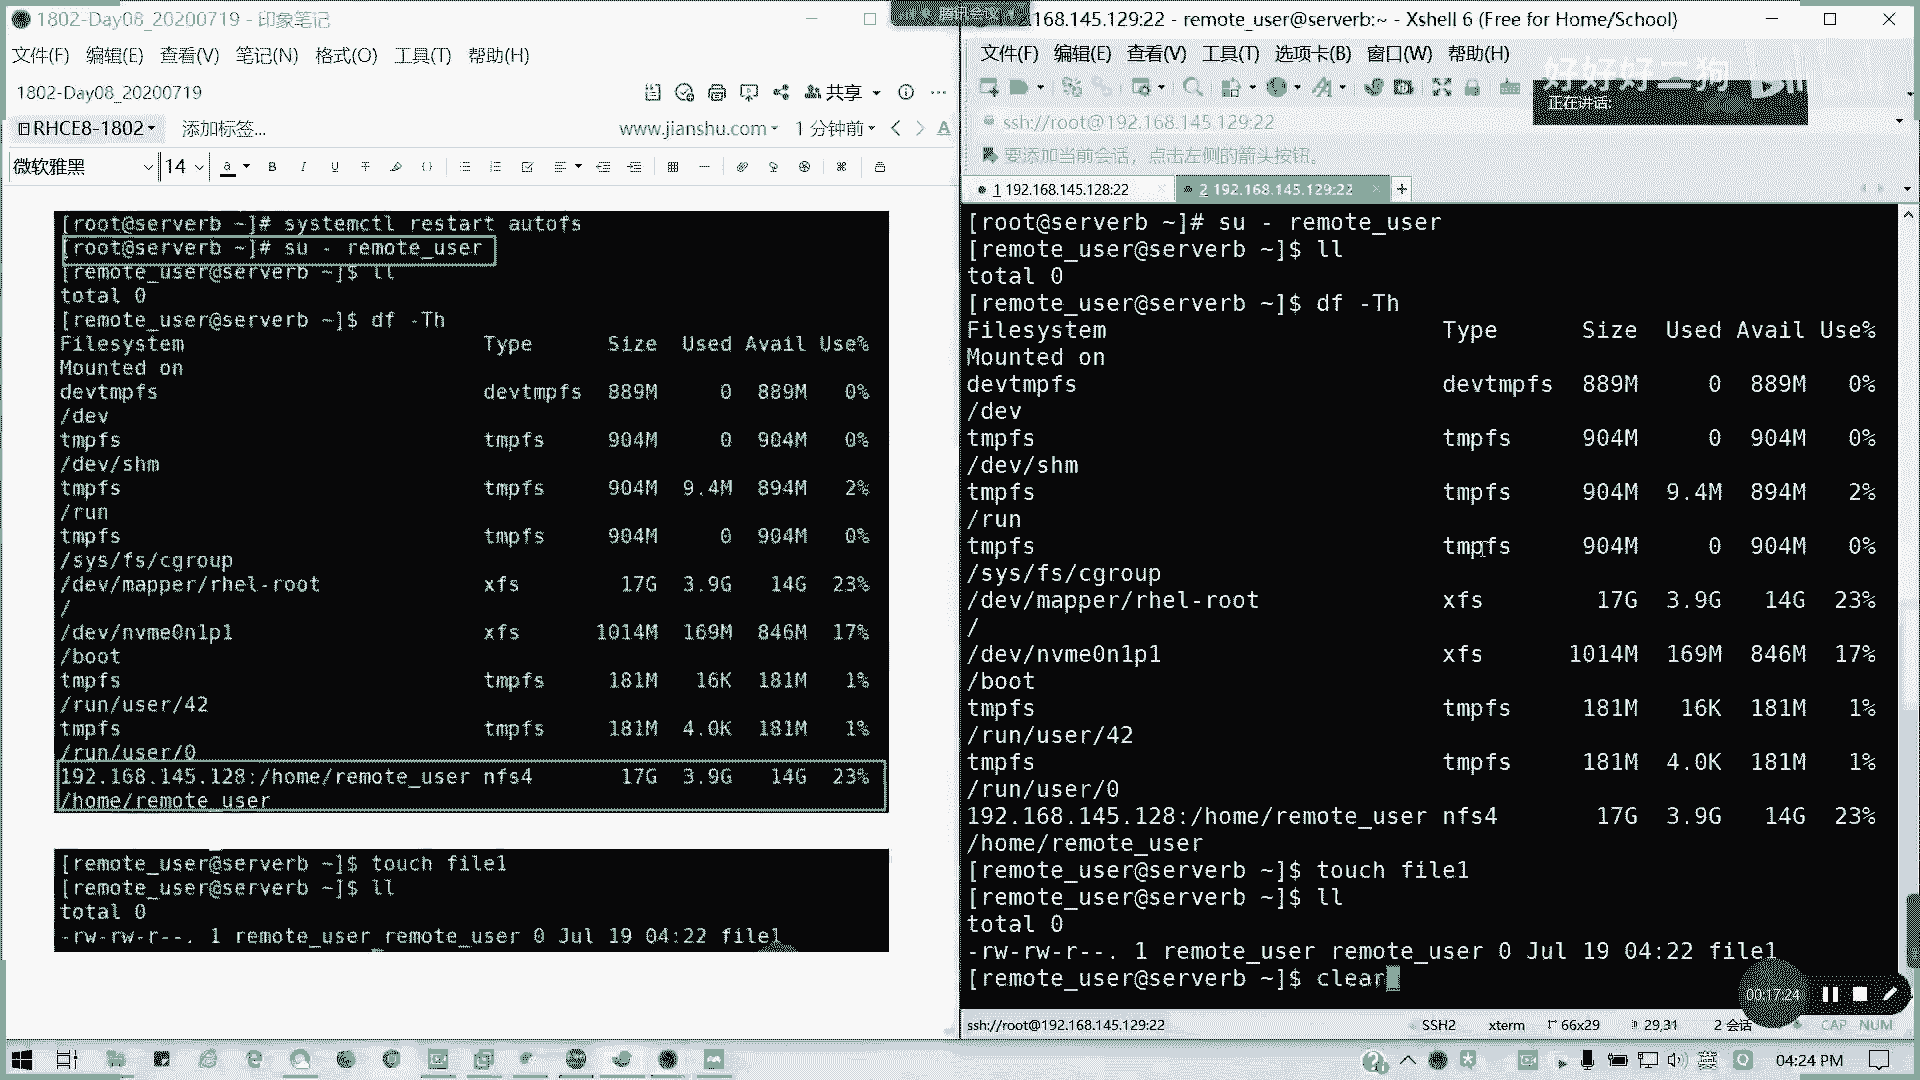 1802-Day08_20200719 - 印象笔记
文件(F) 编辑(E) 查看(V) 笔记(N) 格式(O) 工具(T) 帮助(H)
1802-Day08_20200719
共享
RHCE8-1802 添加标签...
www.jianshu.com 1 分钟前
微软雅黑 14
[root@serverb ~]# systemctl restart autofs
[root@serverb ~]# su - remote_user
[remote_user@serverb ~]$ ll
total 0
[remote_user@serverb ~]$ df -Th
Filesystem Type Size Used Avail Use%
Mounted on
devtmpfs devtmpfs 889M 0 889M 0%
/dev
tmpfs tmpfs 904M 0 904M 0%
/dev/shm
tmpfs tmpfs 904M 9.4M 894M 2%
/run
tmpfs tmpfs 904M 0 904M 0%
/sys/fs/cgroup
/dev/mapper/rhel-root xfs 17G 3.9G 14G 23%
/
/dev/nvme0n1p1 xfs 1014M 169M 846M 17%
/boot
tmpfs tmpfs 181M 16K 181M 1%
/run/user/42
tmpfs tmpfs 181M 4.0K 181M 1%
/run/user/0
192.168.145.128:/home/remote_user nfs4 17G 3.9G 14G 23%
/home/remote_user
[remote_user@serverb ~]$ touch file1
[remote_user@serverb ~]$ ll
total 0
-rw-rw-r--. 1 remote_user remote_user 0 Jul 19 04:22 file1
腾讯会议
192.168.145.129:22 - remote_user@serverb:~ - Xshell 6 (Free for Home/School)
文件(F) 编辑(E) 查看(V) 工具(T) 选项卡(B) 窗口(W) 帮助(H)
好好好二狗
正在讲话:
ssh://root@192.168.145.129:22
要添加当前会话，点击左侧的箭头按钮。
1 192.168.145.128:22 2 192.168.145.129:22
[root@serverb ~]# su - remote_user
[remote_user@serverb ~]$ ll
total 0
[remote_user@serverb ~]$ df -Th
Filesystem Type Size Used Avail Use%
Mounted on
devtmpfs devtmpfs 889M 0 889M 0%
/dev
tmpfs tmpfs 904M 0 904M 0%
/dev/shm
tmpfs tmpfs 904M 9.4M 894M 2%
/run
tmpfs tmpfs 904M 0 904M 0%
/sys/fs/cgroup
/dev/mapper/rhel-root xfs 17G 3.9G 14G 23%
/
/dev/nvme0n1p1 xfs 1014M 169M 846M 17%
/boot
tmpfs tmpfs 181M 16K 181M 1%
/run/user/42
tmpfs tmpfs 181M 4.0K 181M 1%
/run/user/0
192.168.145.128:/home/remote_user nfs4 17G 3.9G 14G 23%
/home/remote_user
[remote_user@serverb ~]$ touch file1
[remote_user@serverb ~]$ ll
total 0
-rw-rw-r--. 1 remote_user remote_user 0 Jul 19 04:22 file1
[remote_user@serverb ~]$ clear
00:17:24
ssh://root@192.168.145.129:22 SSH2 xterm 66x29 29,31 2 会话 CAP NUM
英 04:24 PM